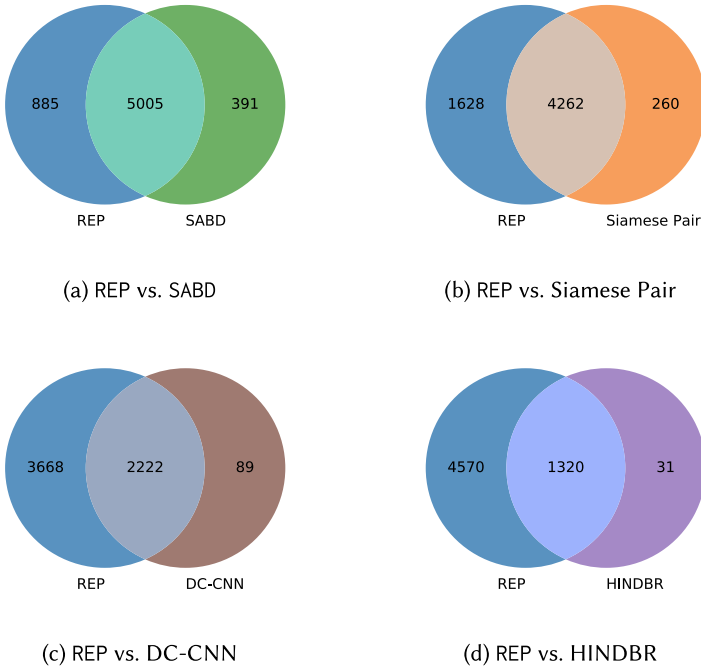 885 5005 391
REP SABD
(a) REP vs. SABD
1628 4262 260
REP Siamese Pair
(b) REP vs. Siamese Pair
3668 2222 89
REP DC-CNN
(c) REP vs. DC-CNN
4570 1320 31
REP HINDBR
(d) REP vs. HINDBR